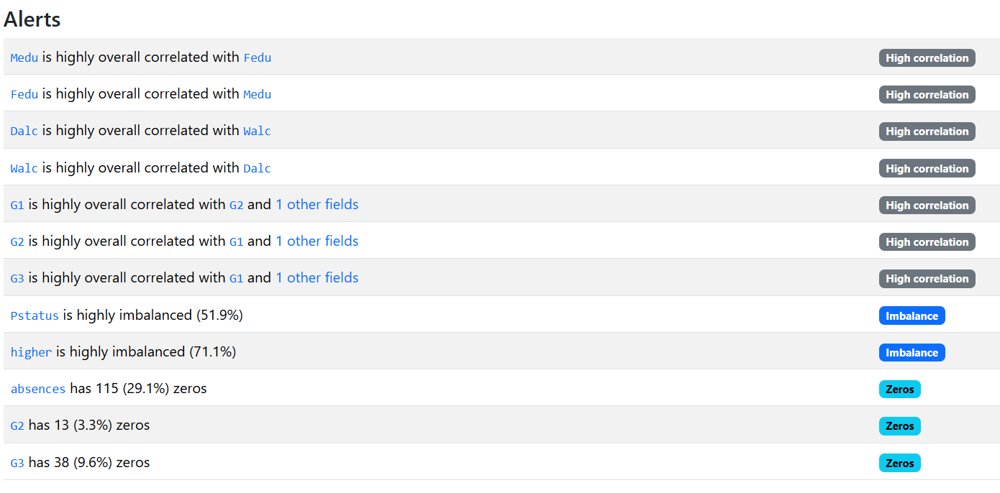 Alerts
Medu is highly overall correlated with Fedu High correlation
Fedu is highly overall correlated with Medu High correlation
Dalc is highly overall correlated with Walc High correlation
Walc is highly overall correlated with Dalc High correlation
G1 is highly overall correlated with G2 and 1 other fields High correlation
G2 is highly overall correlated with G1 and 1 other fields High correlation
G3 is highly overall correlated with G1 and 1 other fields High correlation
Pstatus is highly imbalanced (51.9%) Imbalance
higher is highly imbalanced (71.1%) Imbalance
absences has 115 (29.1%) zeros Zeros
G2 has 13 (3.3%) zeros Zeros
G3 has 38 (9.6%) zeros Zeros